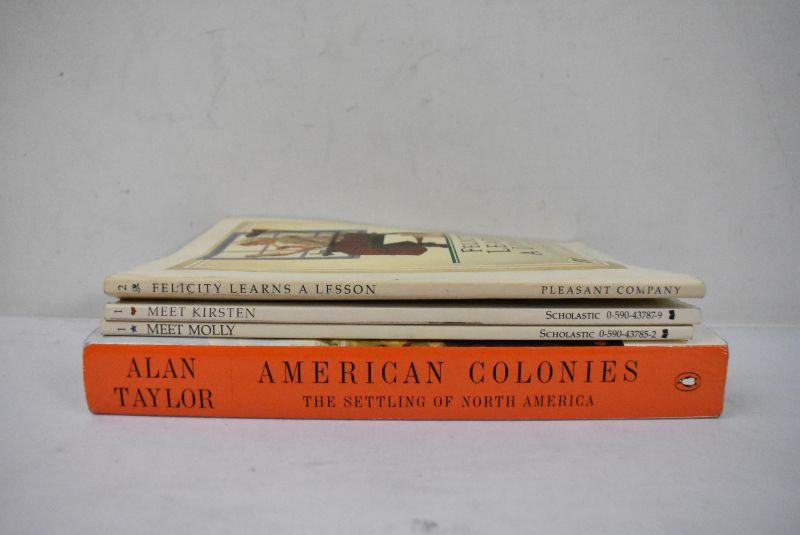 2 FELICITY LEARNS A LESSON PLEASANT COMPANY
1 MEET KIRSTEN SCHOLASTIC 0-590-43787-9
1 MEET MOLLY SCHOLASTIC 0-590-43785-2
ALAN TAYLOR
AMERICAN COLONIES
THE SETTLING OF NORTH AMERICA